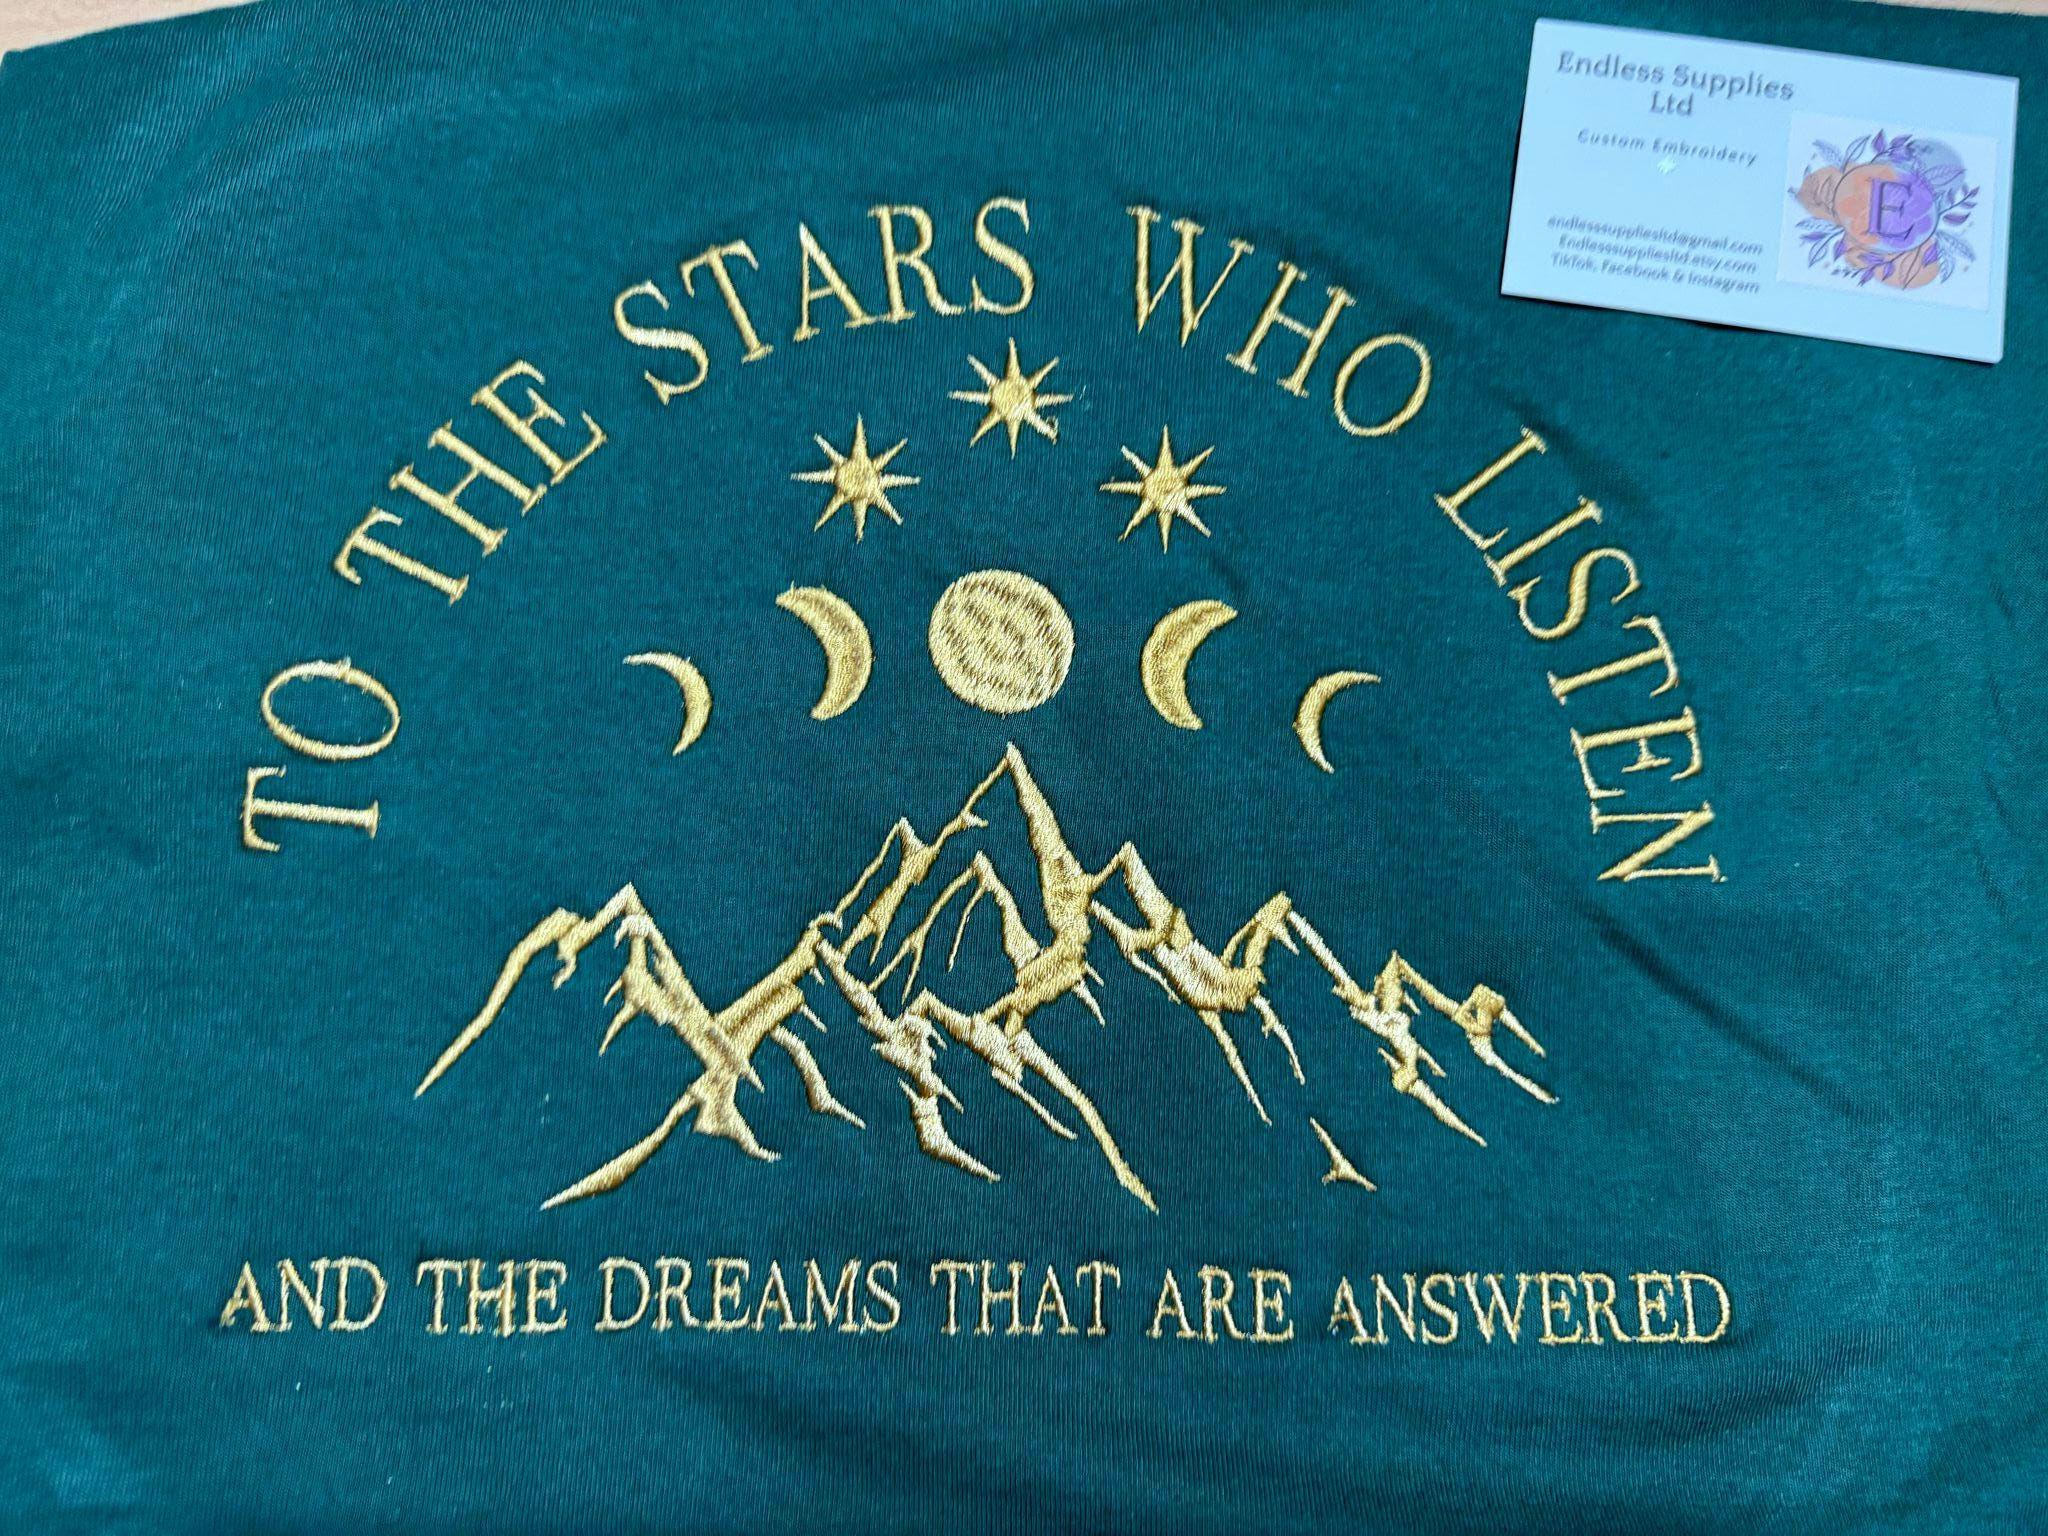 TO THE STARS WHO LISTEN
AND THE DREAMS THAT ARE ANSWERED
Endless Supplies
Ltd
Custom Embroidery
endlesssuppliesltd@gmail.com
Endlesssuppliesltd.etsy.com
TikTok, Facebook & Instagram
E